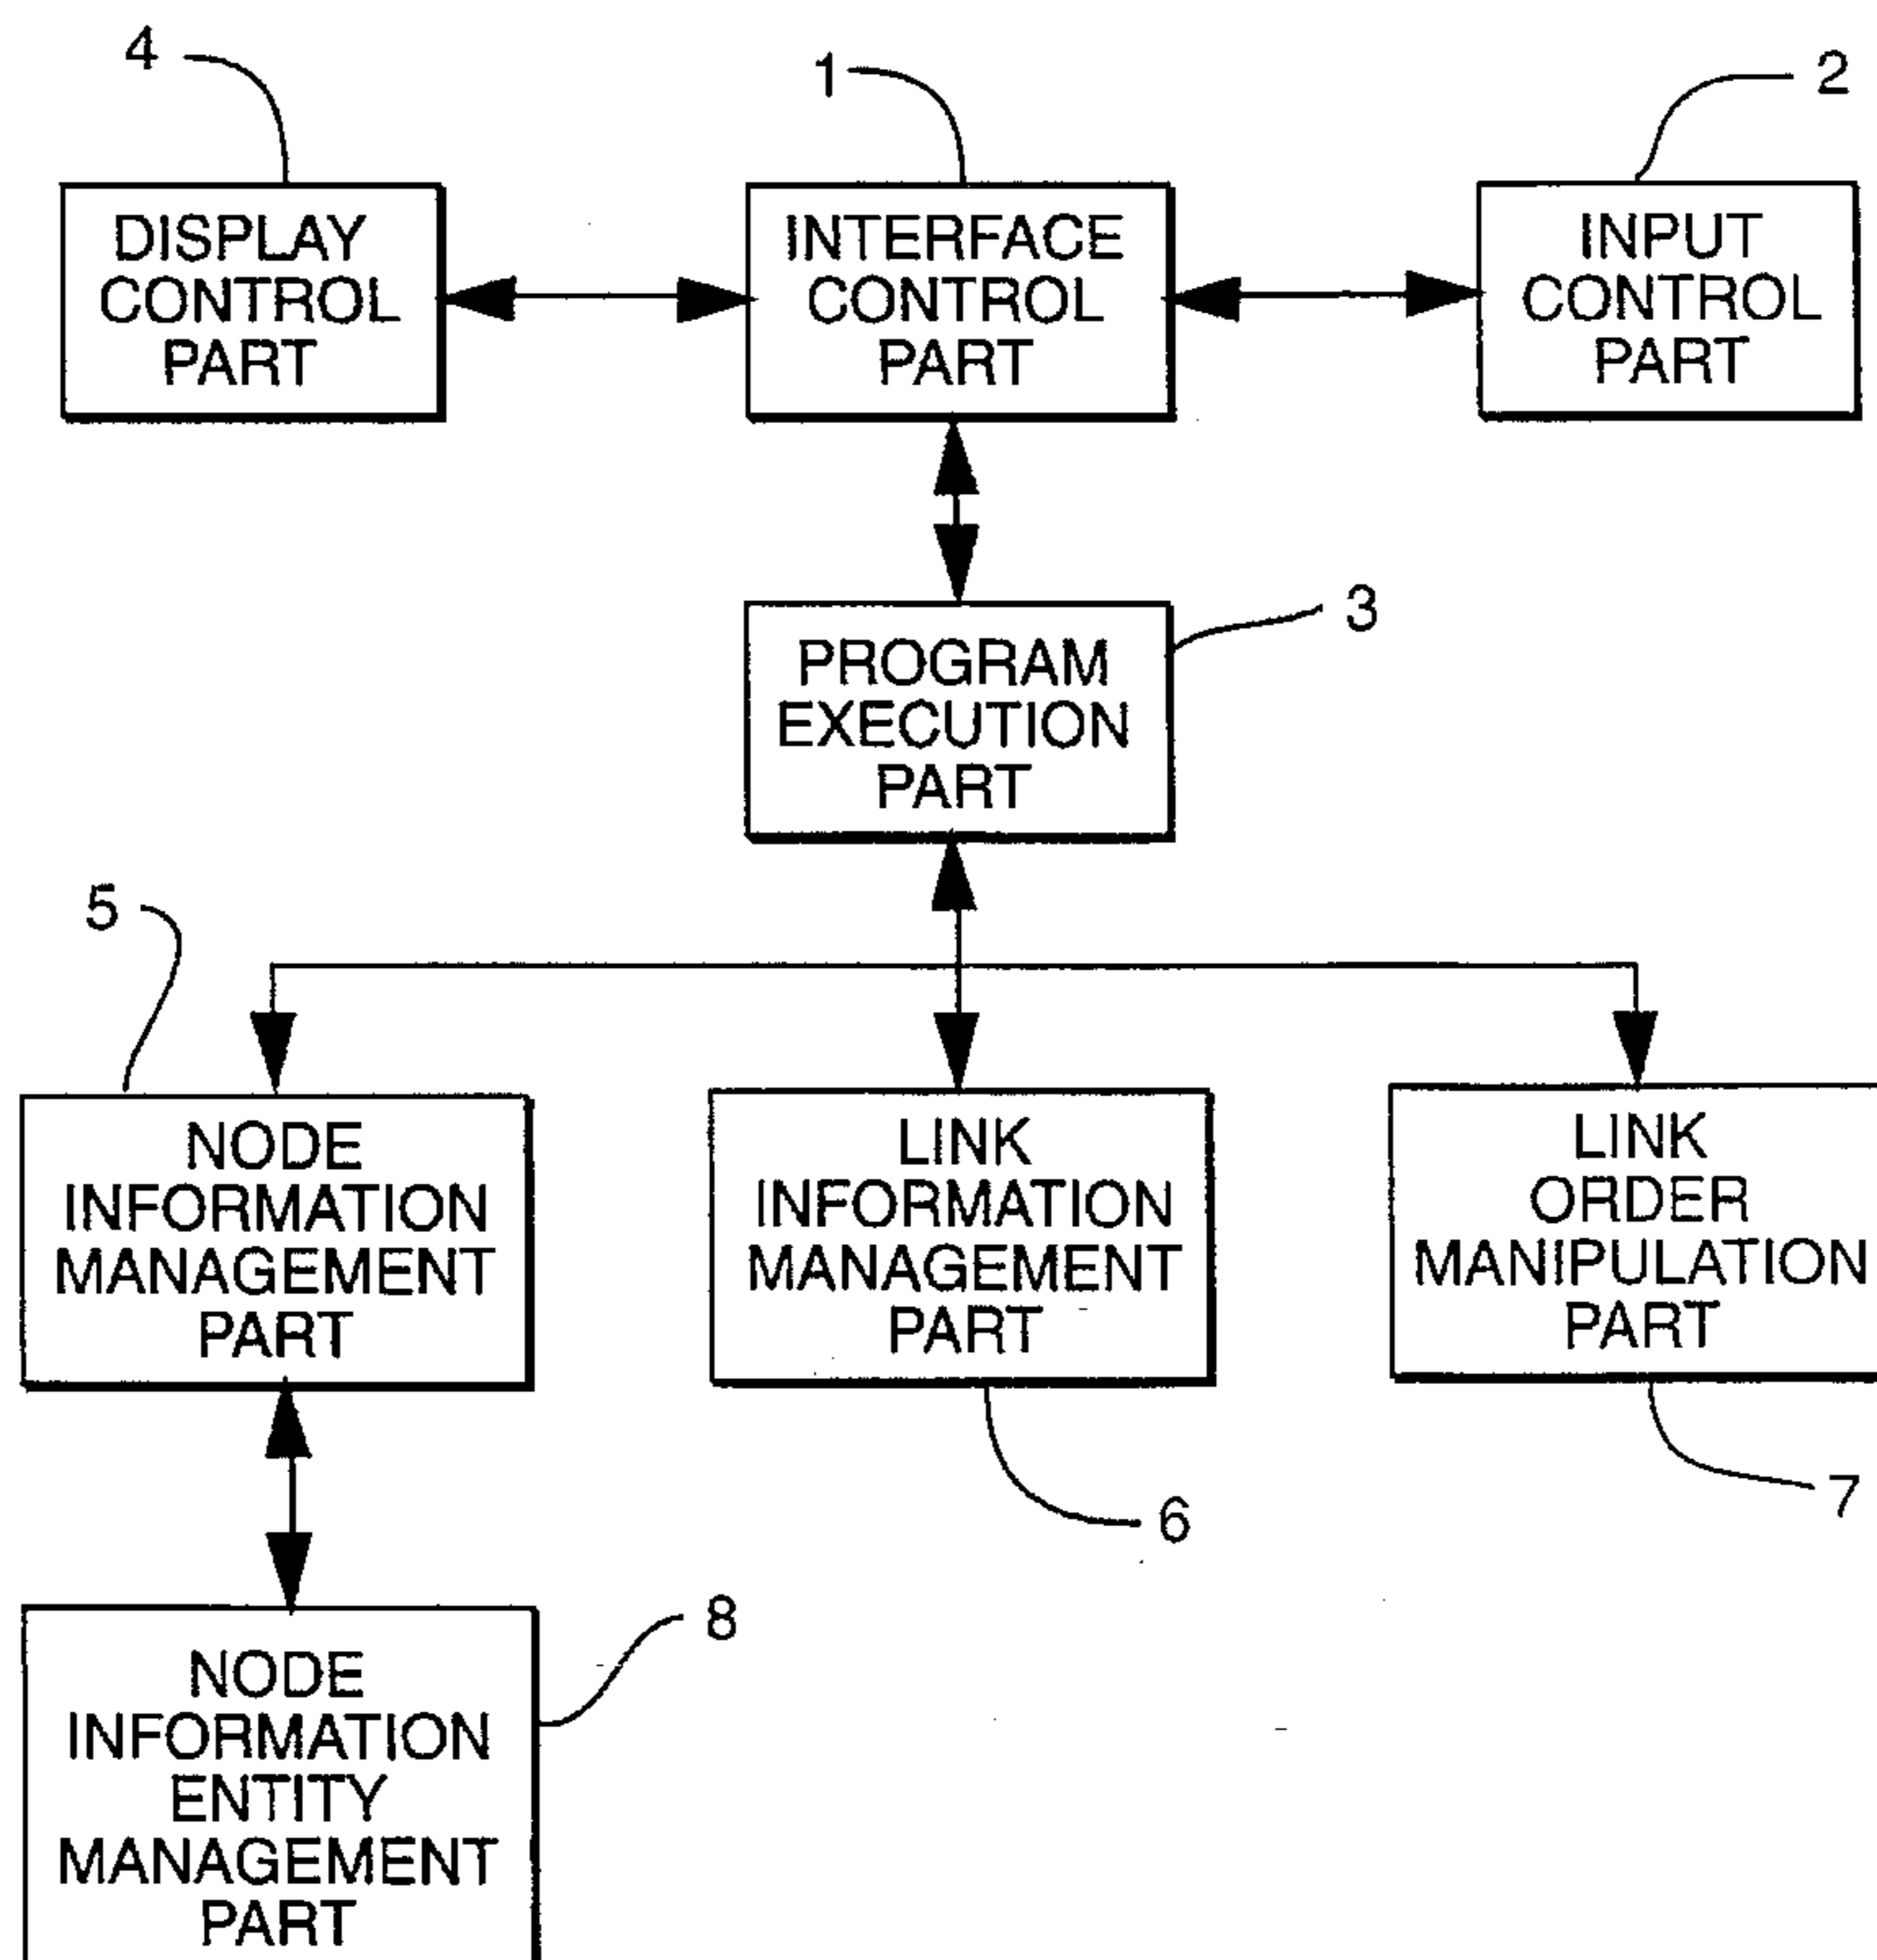 4
1
2
DISPLAY
CONTROL
PART
INTERFACE
CONTROL
PART
INPUT
CONTROL
PART
3
PROGRAM
EXECUTION
PART
5
NODE
INFORMATION
MANAGEMENT
PART
LINK
INFORMATION
MANAGEMENT
PART
LINK
ORDER
MANIPULATION
PART
6
7
8
NODE
INFORMATION
ENTITY
MANAGEMENT
PART